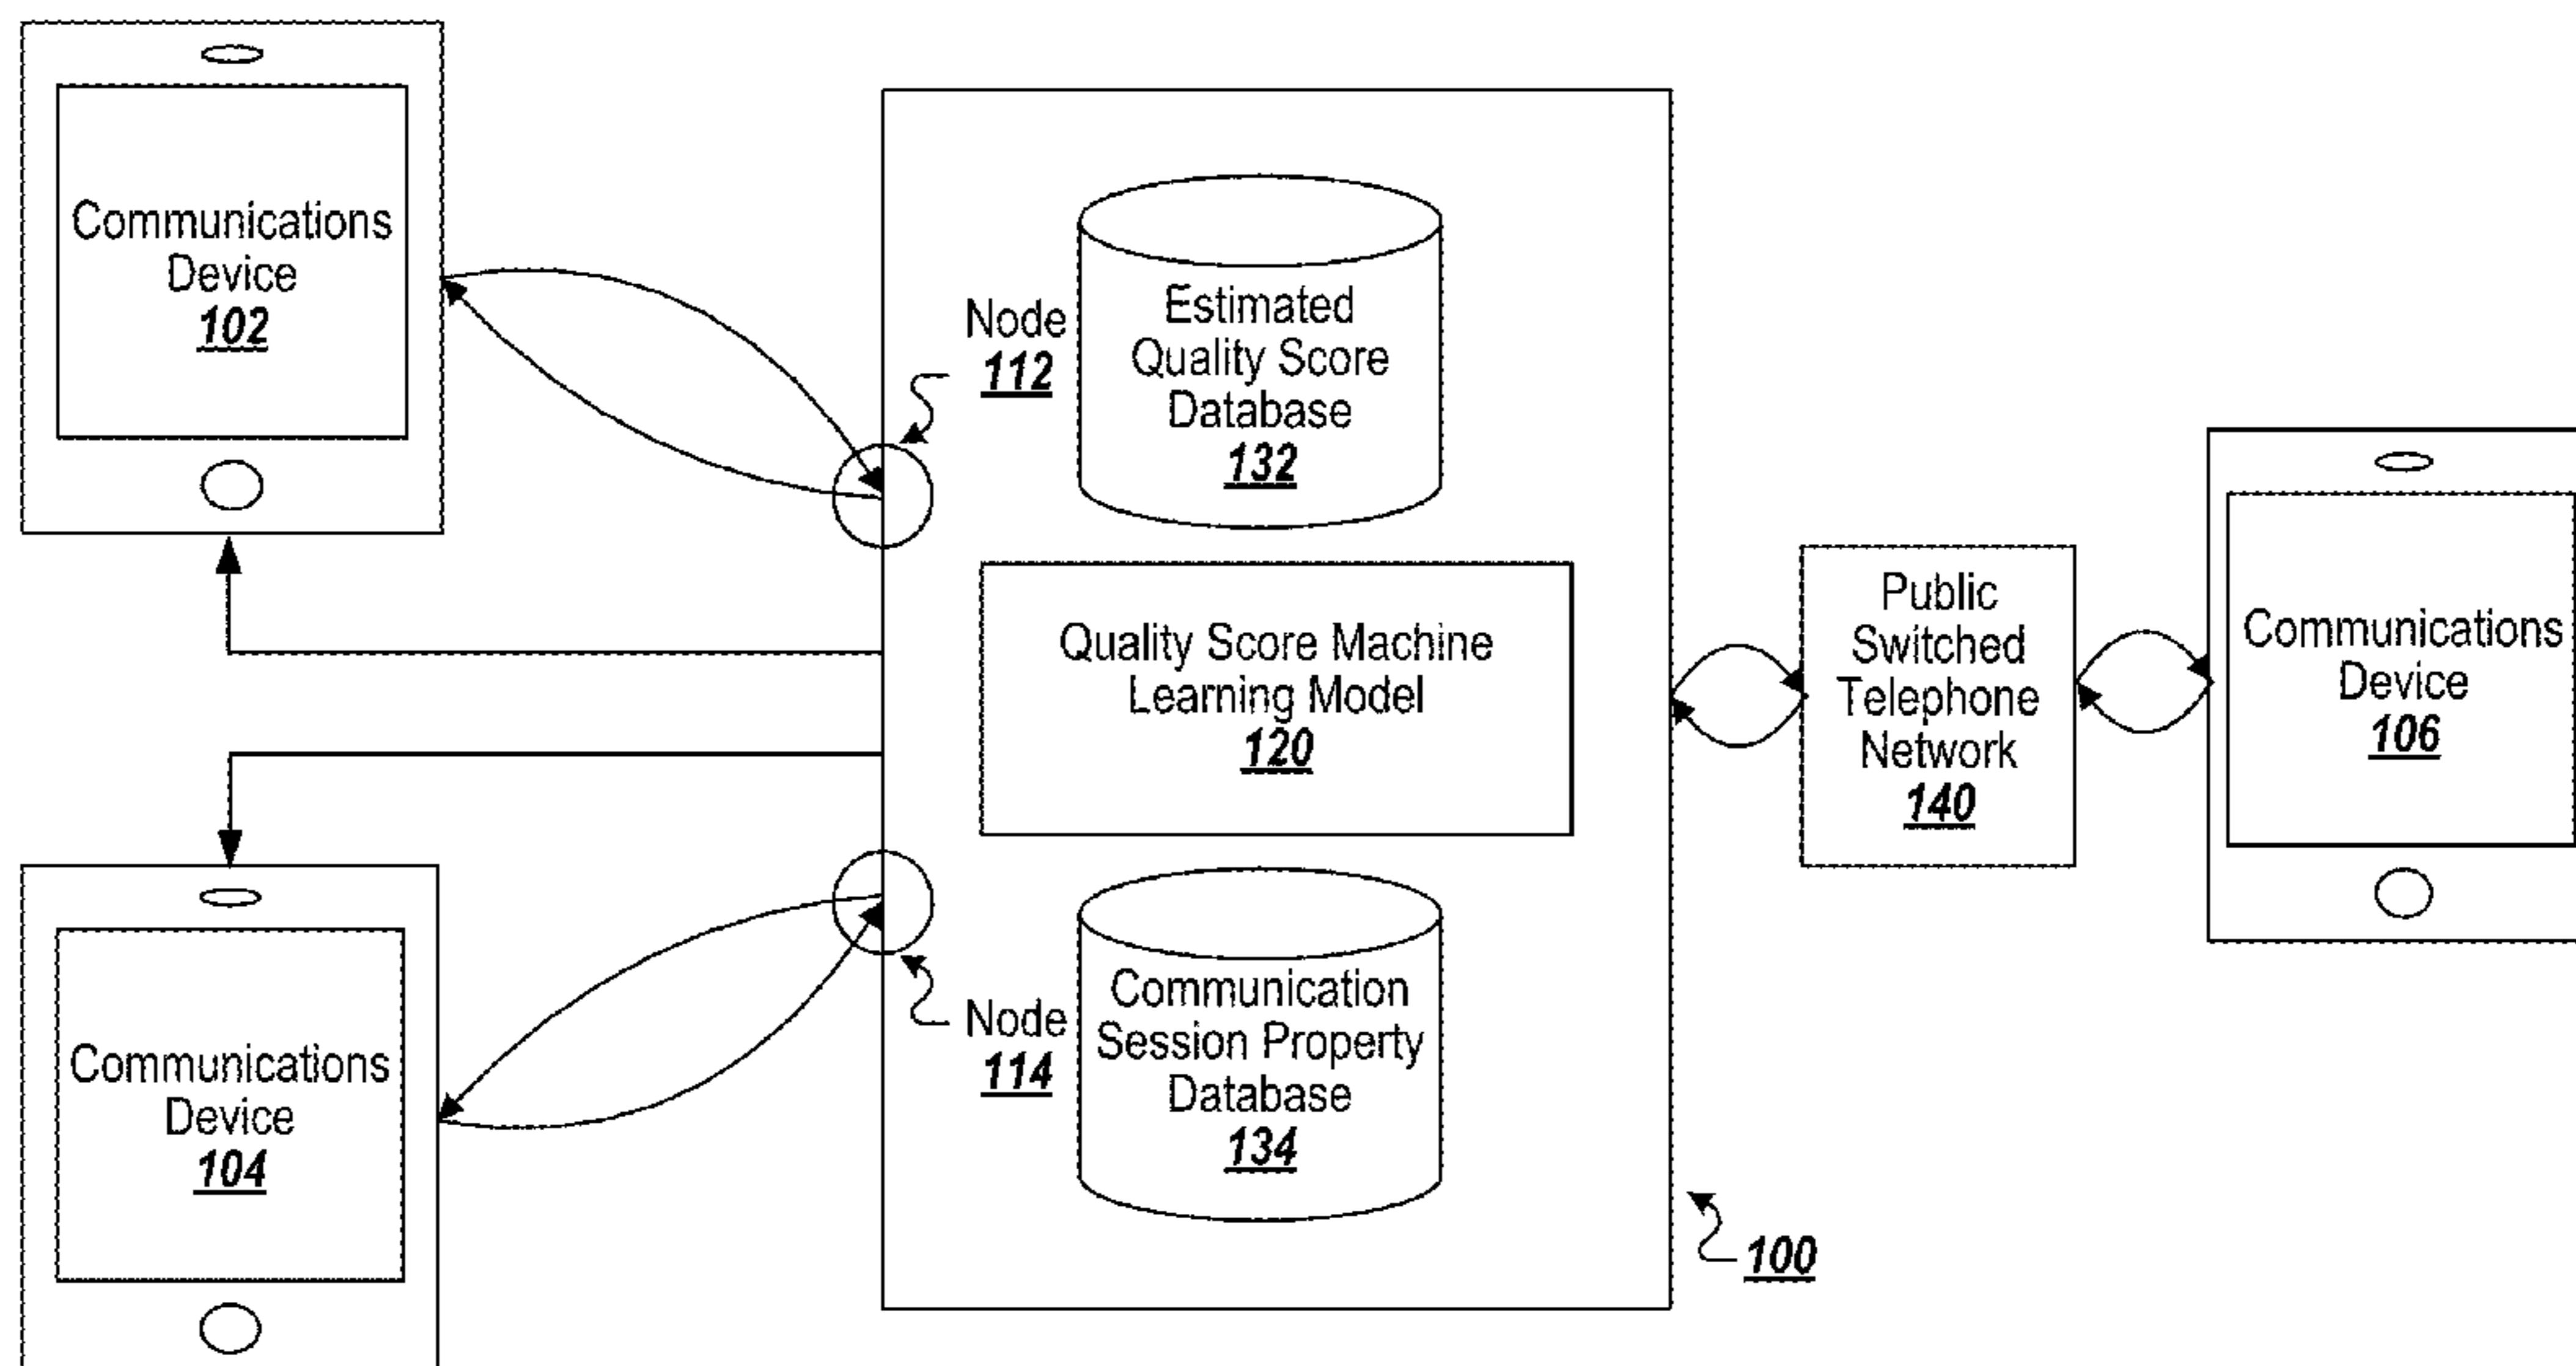 Communications
Device
102
Node
112
Estimated
Quality Score
Database
132
Quality Score Machine
Learning Model
120
Public
Switched
Telephone
Network
140
Communications
Device
106
Communications
Device
104
Node
114
Communication
Session Property
Database
134
100